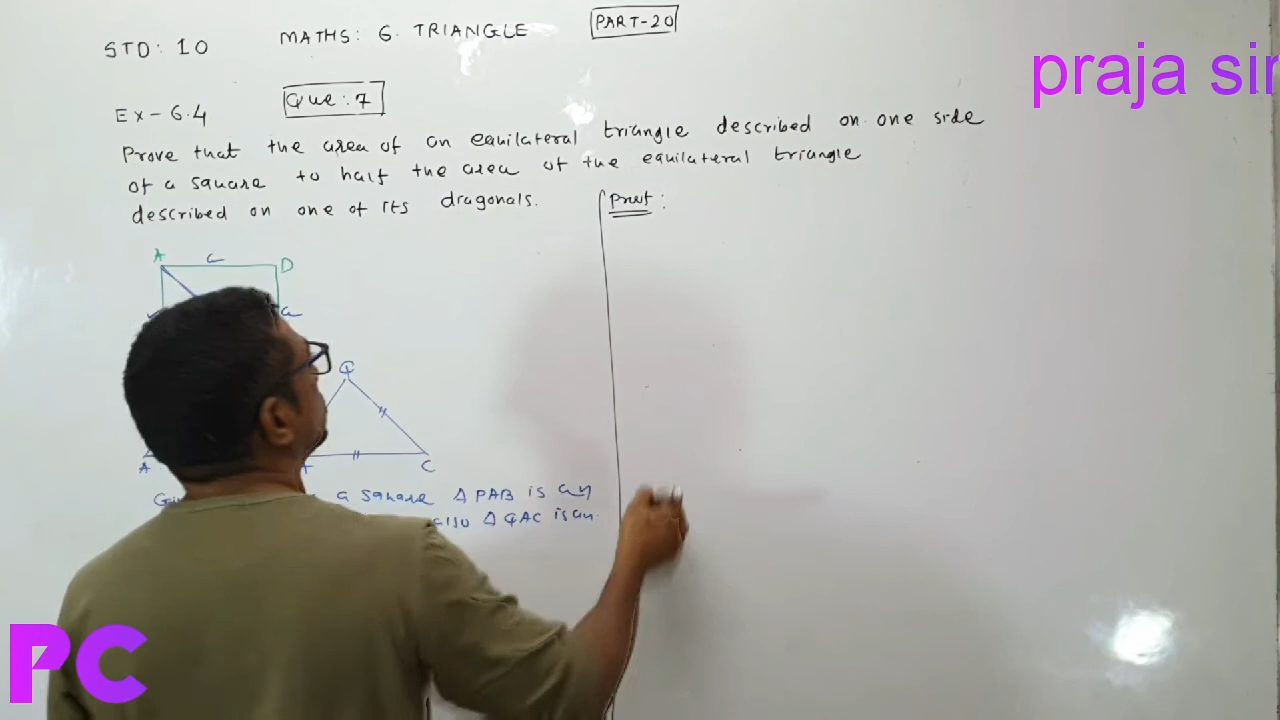 STD: 10
MATHS: 6. TRIANGLE
PART-20
praja sir
Ex-6.4
Que: 7
Prove that the area of an equilateral triangle described on one side
of a square to half the area of the equilateral triangle
described on one of its diagonals.
Proof:
A
D
a
Q
A
C
a square Δ PAB is an
also Δ QAC is an
PC